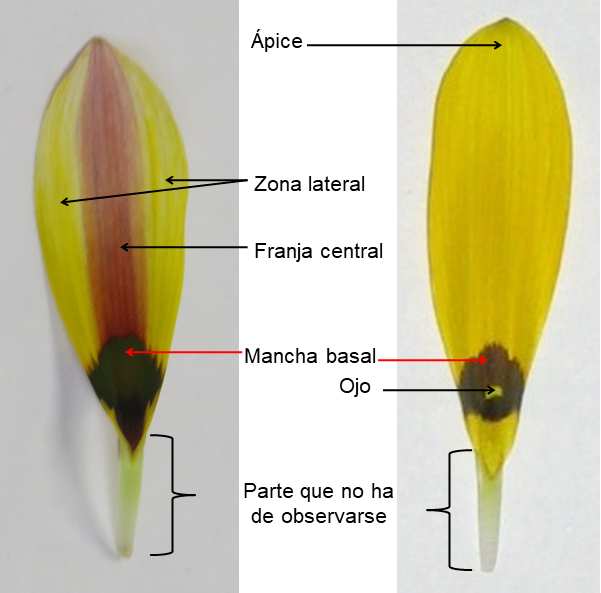 Ápice
Zona lateral
Franja central
Mancha basal
Ojo
Parte que no ha
de observarse